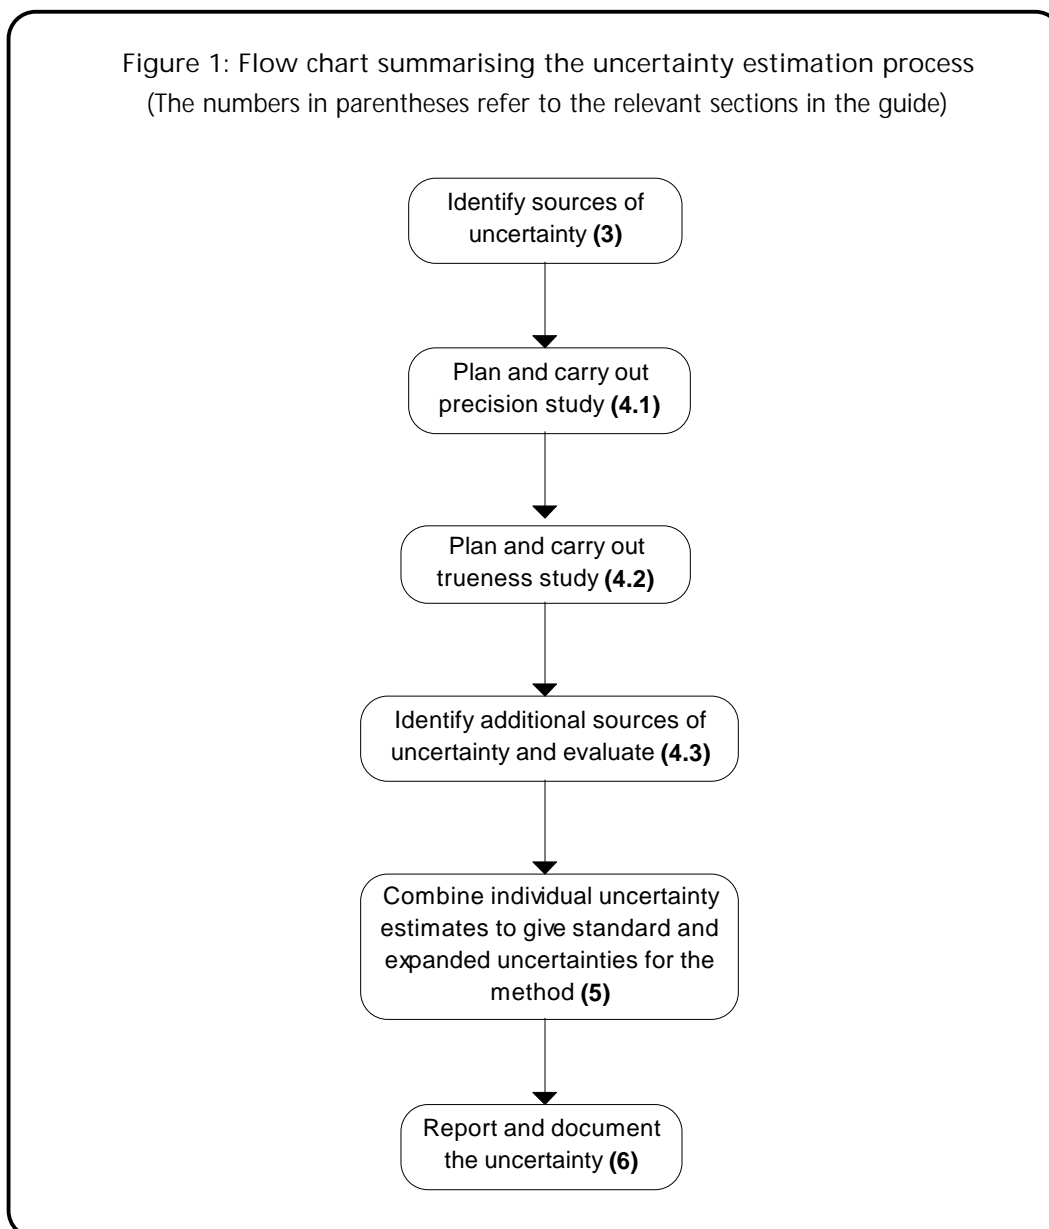 Figure 1: Flow chart summarising the uncertainty estimation process
(The numbers in parentheses refer to the relevant sections in the guide)
Identify sources of
uncertainty (3)
Plan and carry out
precision study (4.1)
Plan and carry out
trueness study (4.2)
Identify additional sources of
uncertainty and evaluate (4.3)
Combine individual uncertainty
estimates to give standard and
expanded uncertainties for the
method (5)
Report and document
the uncertainty (6)